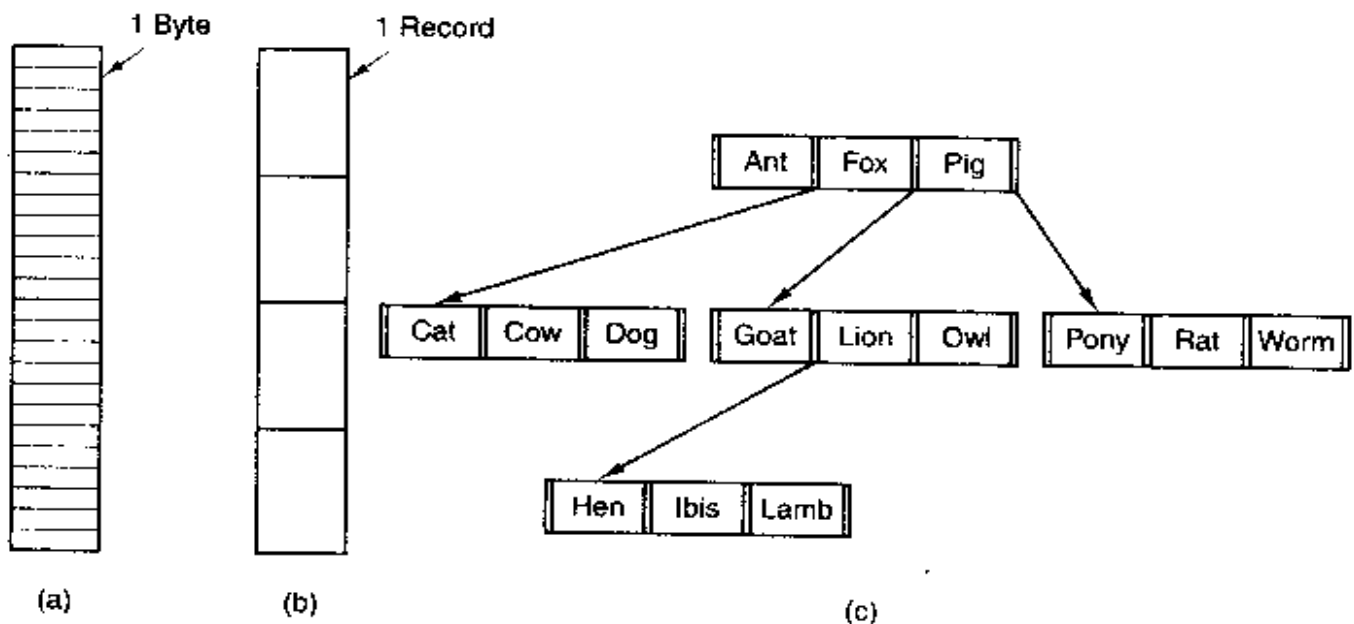 1 Byte
1 Record
Ant Fox Pig
Cat Cow Dog
Goat Lion Owl
Pony Rat Worm
Hen Ibis Lamb
(a)
(b)
(c)